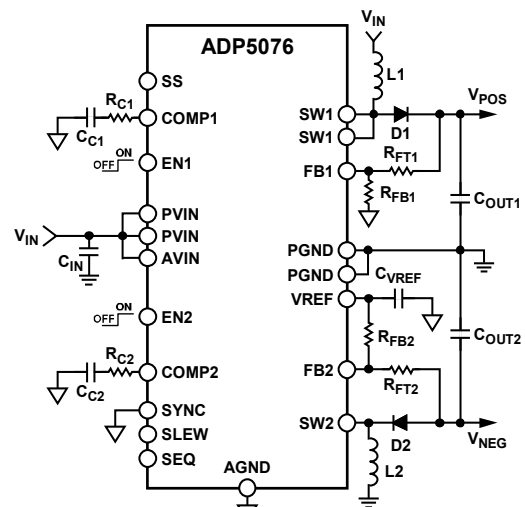 VIN
ADP5076
L1
SS
RC1
CC1
COMP1
SW1
VPOS
D1
SW1
ON
OFF
EN1
RFT1
FB1
RFB1
COUT1
PVIN
VIN
PVIN
PGND
CIN
AVIN
PGND
CVREF
VREF
ON
OFF
EN2
RFB2
COUT2
RC2
CC2
COMP2
FB2
RFT2
SYNC
SW2
D2
VNEG
SLEW
L2
SEQ
AGND